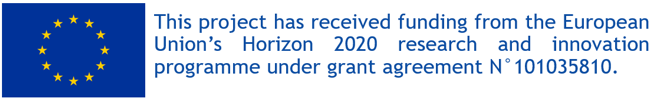 This project has received funding from the European
Union’s Horizon 2020 research and innovation
programme under grant agreement N°101035810.